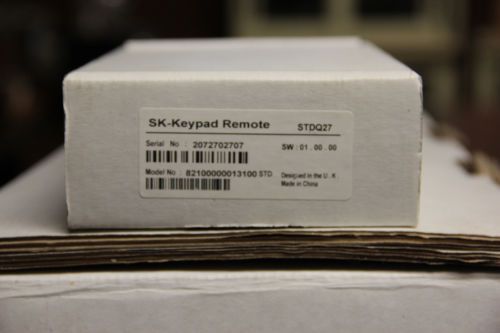 SK-Keypad Remote STDQ27
Serial No : 2072702707 SW : 01 . 00 . 00
Model No : 82100000013100 STD.
Designed in the U . K .
Made in China